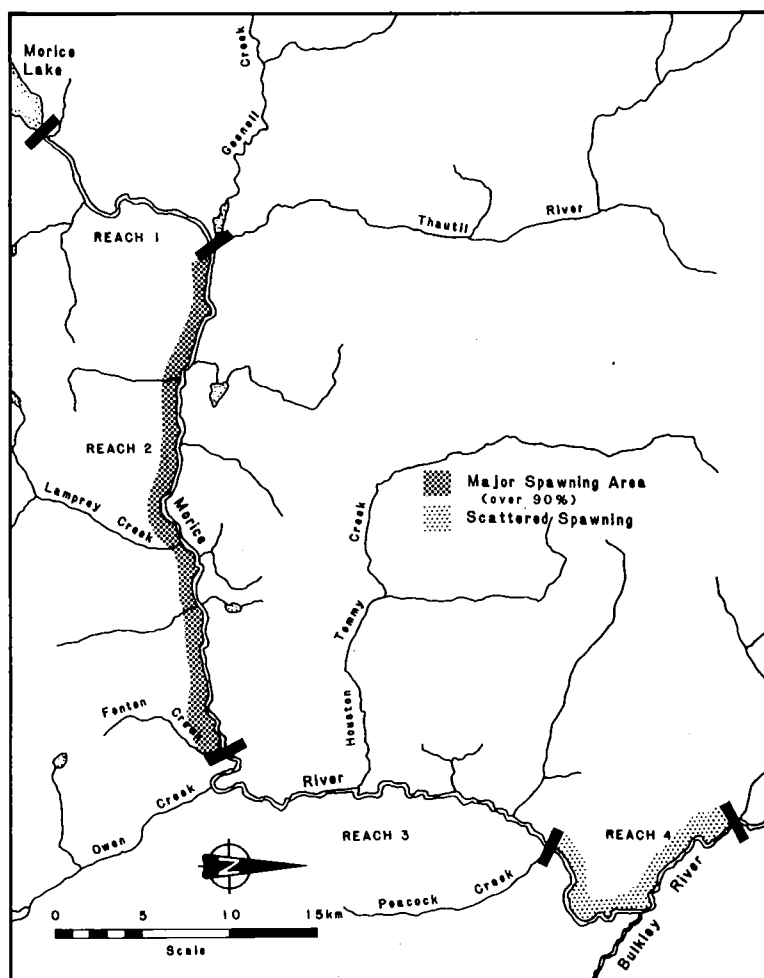 Morice
Lake
Gosnell
Creek
REACH 1
Thautil
River
REACH 2
Lamprey
Creek
Morice
Major Spawning Area
(over 90%)
Scattered Spawning
Houston
Tommy
Creek
Fenton
Creek
Owen
Creek
River
REACH 3
REACH 4
Peacock
Creek
Bulkley
River
N
0 5 10 15km
Scale